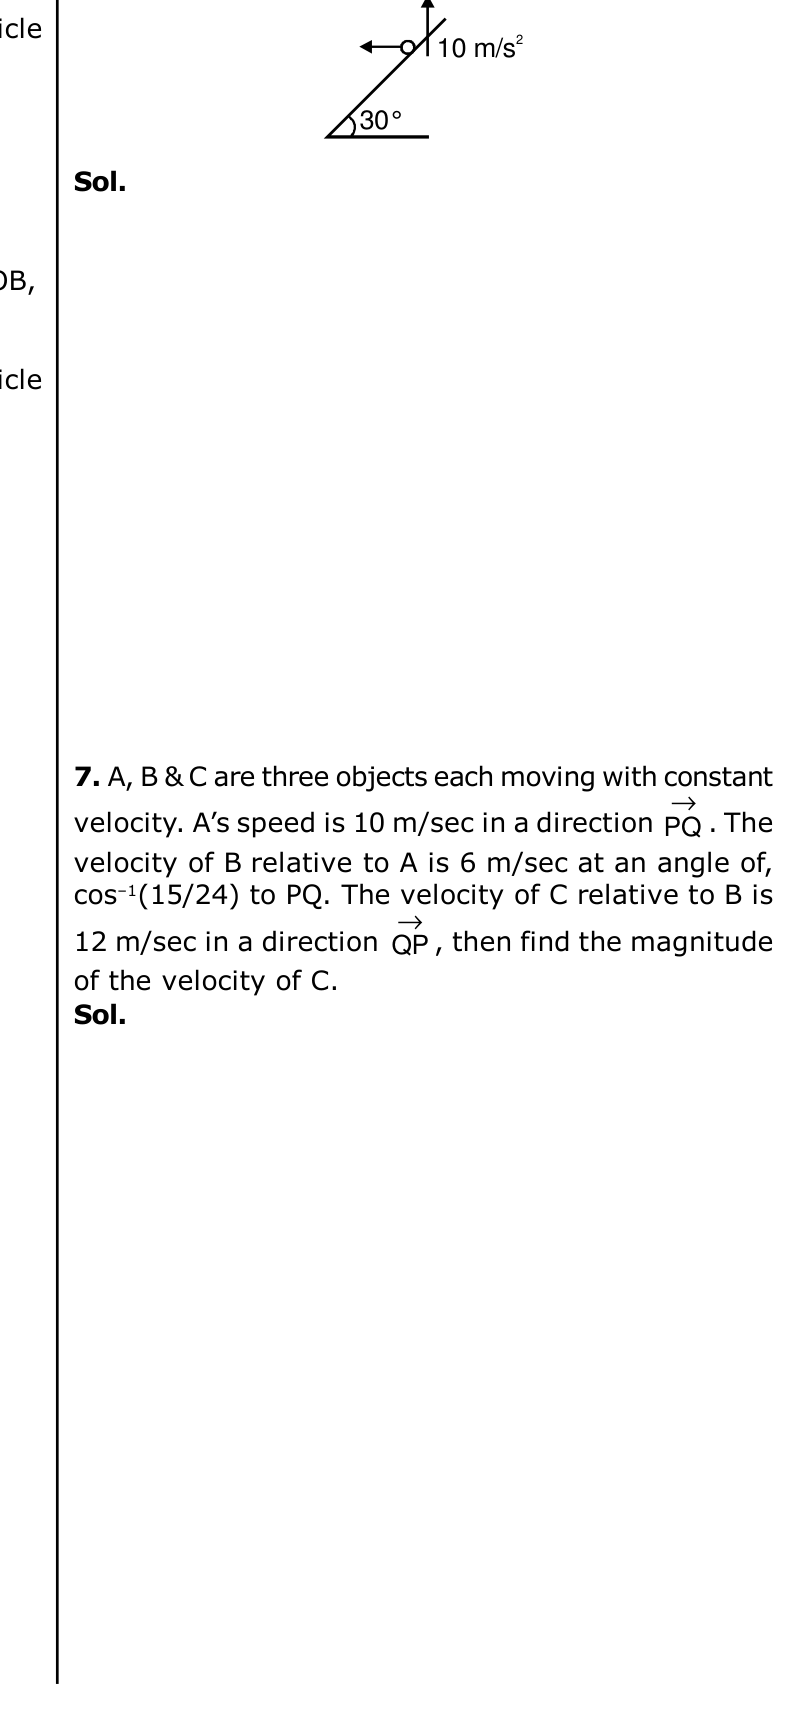 icle
10 m/s²
30°
Sol.
OB,
icle
7. A, B & C are three objects each moving with constant
velocity. A’s speed is 10 m/sec in a direction →PQ . The
velocity of B relative to A is 6 m/sec at an angle of,
cos⁻¹(15/24) to PQ. The velocity of C relative to B is
12 m/sec in a direction →QP , then find the magnitude
of the velocity of C.
Sol.